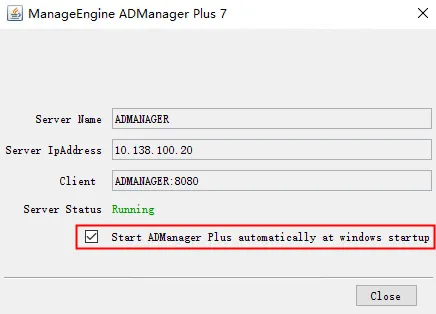 ManageEngine ADManager Plus 7
Server Name ADMANAGER
Server IpAddress 10.138.100.20
Client ADMANAGER:8080
Server Status Running
Start ADManager Plus automatically at windows startup
Close